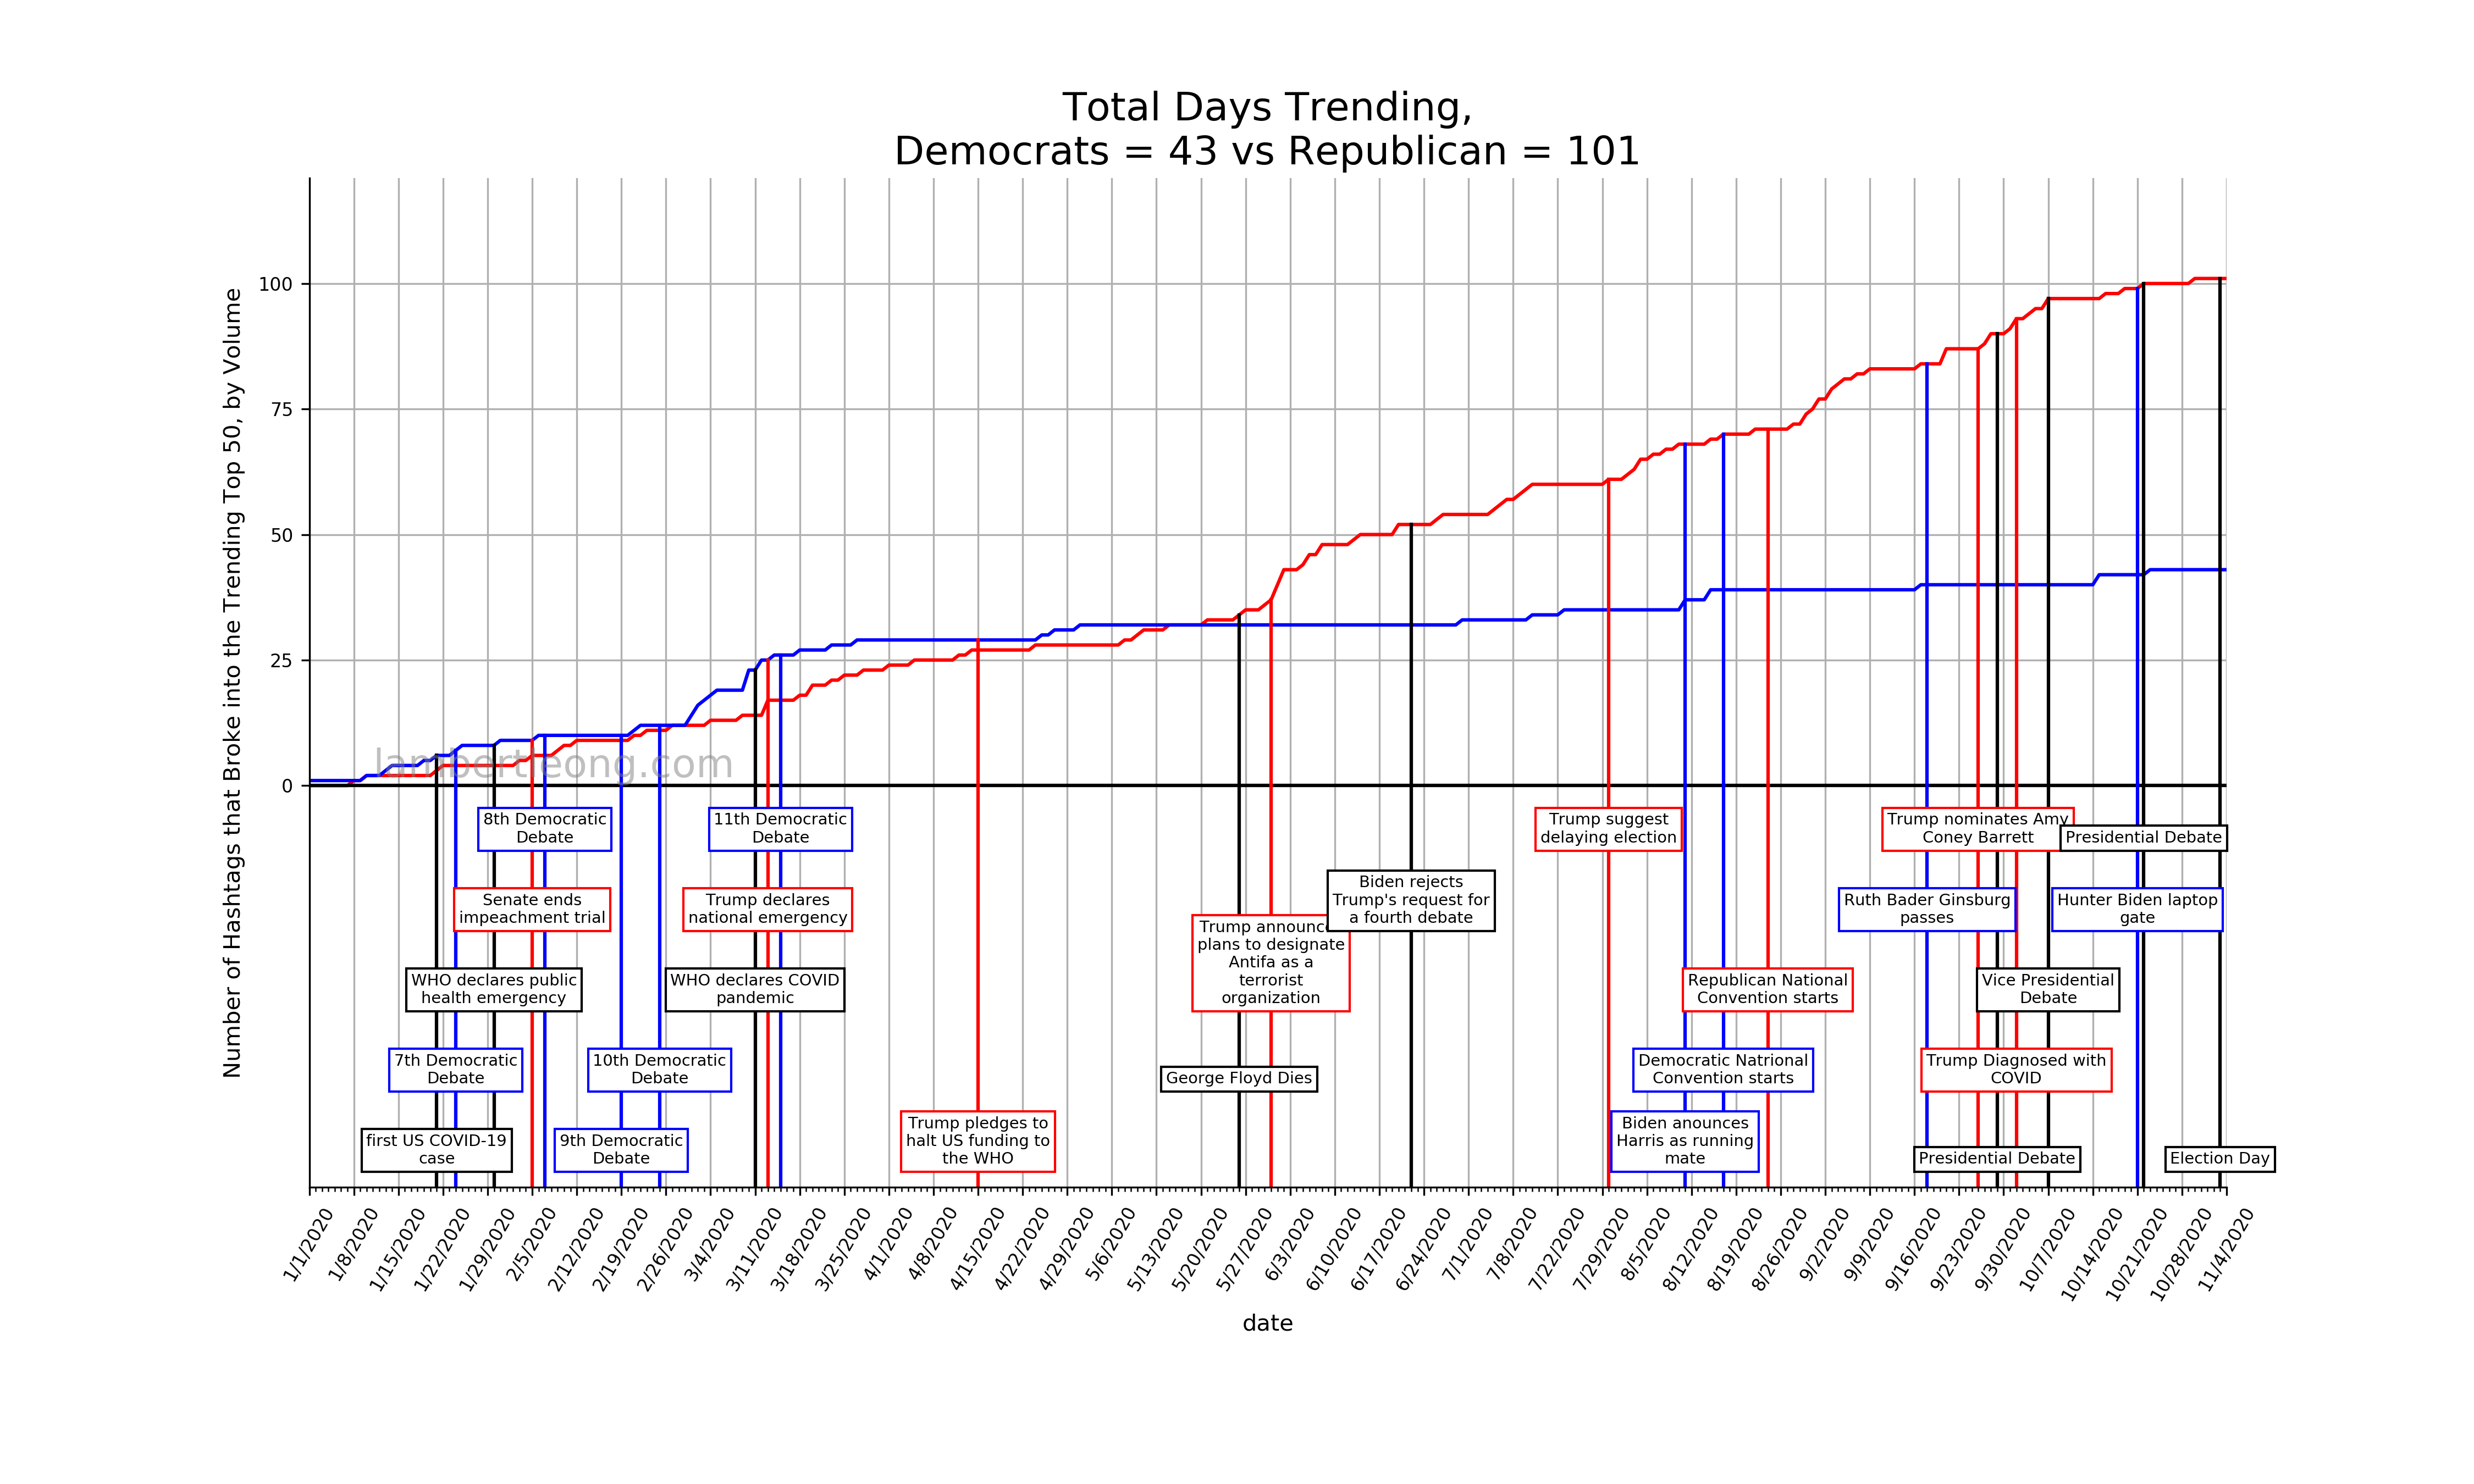 Total Days Trending,
Democrats = 43 vs Republican = 101
Number of Hashtags that Broke into the Trending Top 50, by Volume
100
75
50
25
0
lambertleong.com
8th Democratic
Debate
11th Democratic
Debate
Trump suggest
delaying election
Trump nominates Amy
Coney Barrett
Presidential Debate
Senate ends
impeachment trial
Trump declares
national emergency
Trump announc
plans to designate
Antifa as a
terrorist
organization
Biden rejects
Trump's request for
a fourth debate
Ruth Bader Ginsburg
passes
Hunter Biden laptop
gate
WHO declares public
health emergency
WHO declares COVID
pandemic
Republican National
Convention starts
Vice Presidential
Debate
7th Democratic
Debate
10th Democratic
Debate
George Floyd Dies
Democratic Natrional
Convention starts
Trump Diagnosed with
COVID
first US COVID-19
case
9th Democratic
Debate
Trump pledges to
halt US funding to
the WHO
Biden anounces
Harris as running
mate
Presidential Debate
Election Day
1/1/2020
1/8/2020
1/15/2020
1/22/2020
1/29/2020
2/5/2020
2/12/2020
2/19/2020
2/26/2020
3/4/2020
3/11/2020
3/18/2020
3/25/2020
4/1/2020
4/8/2020
4/15/2020
4/22/2020
4/29/2020
5/6/2020
5/13/2020
5/20/2020
5/27/2020
6/3/2020
6/10/2020
6/17/2020
6/24/2020
7/1/2020
7/8/2020
7/22/2020
7/29/2020
8/5/2020
8/12/2020
8/19/2020
8/26/2020
9/2/2020
9/9/2020
9/16/2020
9/23/2020
9/30/2020
10/7/2020
10/14/2020
10/21/2020
10/28/2020
11/4/2020
date